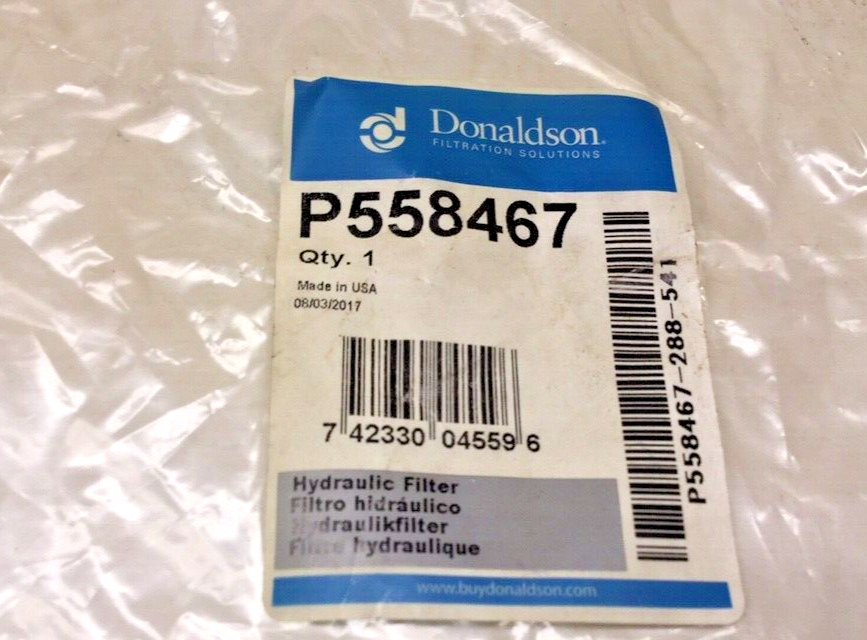 Donaldson®
FILTRATION SOLUTIONS
P558467
Qty. 1
Made in USA
08/03/2017
7 42330 04559 6
P558467-288-541
Hydraulic Filter
Filtro hidráulico
Hydraulikfilter
Filtre hydraulique
www.buydonaldson.com